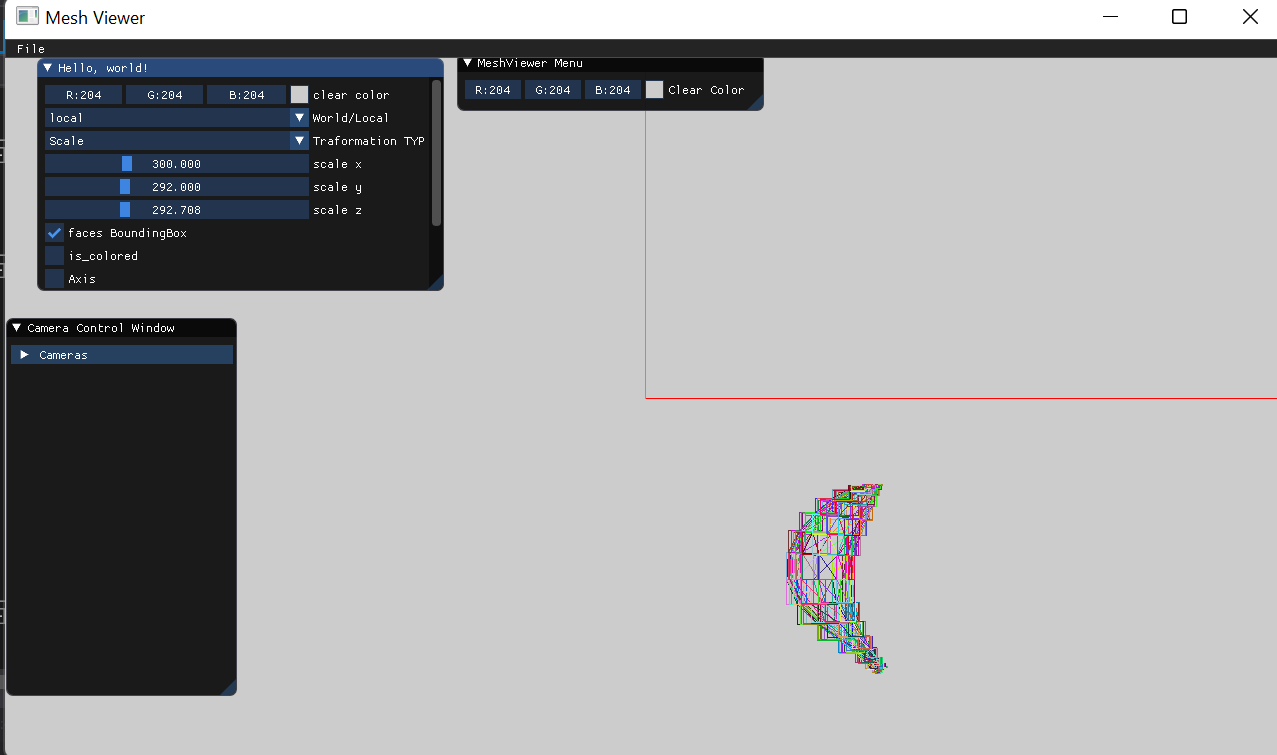 Mesh Viewer
File
Hello, world!
R:204 G:204 B:204 clear color
local World/Local
Scale Traformation TYP
300.000 scale x
292.000 scale y
292.708 scale z
faces BoundingBox
is_colored
Axis
MeshViewer Menu
R:204 G:204 B:204 Clear Color
Camera Control Window
Cameras